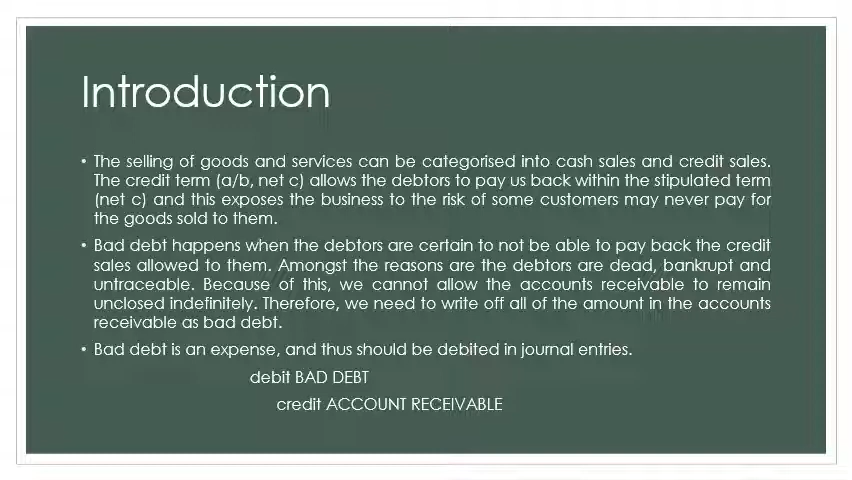 Introduction
• The selling of goods and services can be categorised into cash sales and credit sales.
The credit term (a/b, net c) allows the debtors to pay us back within the stipulated term
(net c) and this exposes the business to the risk of some customers may never pay for
the goods sold to them.
• Bad debt happens when the debtors are certain to not be able to pay back the credit
sales allowed to them. Amongst the reasons are the debtors are dead, bankrupt and
untraceable. Because of this, we cannot allow the accounts receivable to remain
unclosed indefinitely. Therefore, we need to write off all of the amount in the accounts
receivable as bad debt.
• Bad debt is an expense, and thus should be debited in journal entries.
debit BAD DEBT
credit ACCOUNT RECEIVABLE